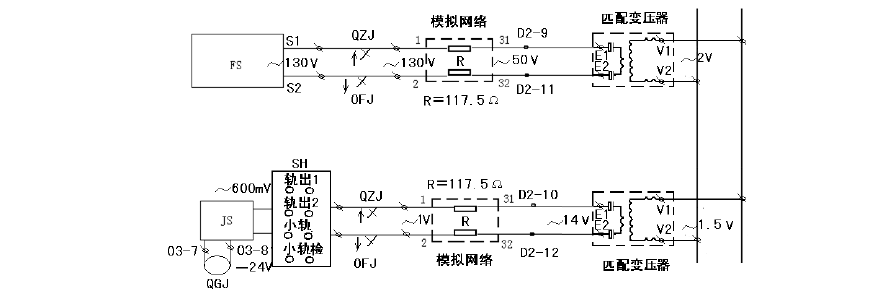 模拟网络
匹配变压器
S1
QZJ
1
31
D2-9
FS
～130V
～130V
R
～50V
E1
E2
V1
V2
～2V
S2
QFJ
2
32
D2-11
R=117.5Ω
SH
轨出1
～600mV
QZJ
R=117.5Ω
D2-10
轨出2
1
31
JS
小轨
～1V
R
～14V
E1
E2
V1
V2
～1.5V
03-7
03-8
小轨检
2
32
D2-12
—24V
QFJ
模拟网络
匹配变压器
QGJ